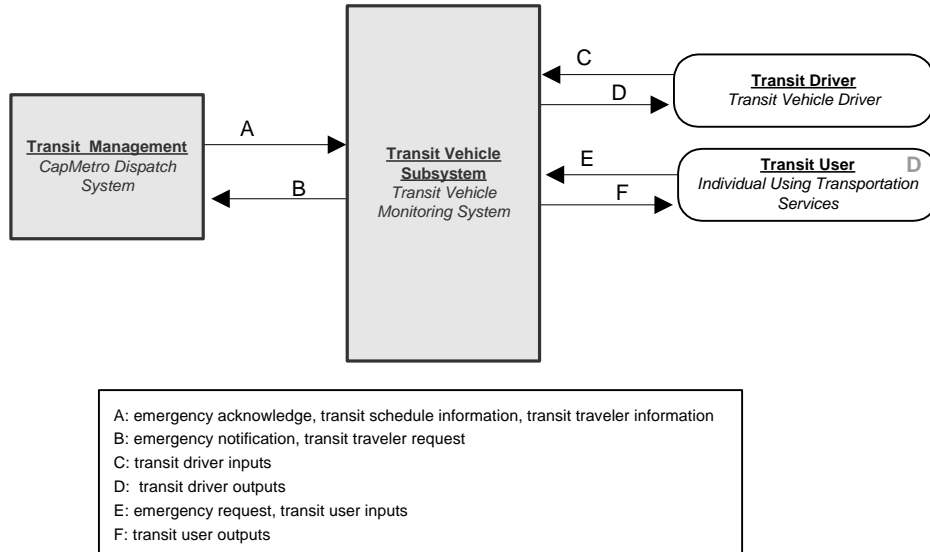 C
Transit Driver
Transit Vehicle Driver
D
A
Transit Management
CapMetro Dispatch
System
Transit Vehicle
Subsystem
Transit Vehicle
Monitoring System
E
Transit User
D
Individual Using Transportation
Services
B
F
A: emergency acknowledge, transit schedule information, transit traveler information
B: emergency notification, transit traveler request
C: transit driver inputs
D: transit driver outputs
E: emergency request, transit user inputs
F: transit user outputs